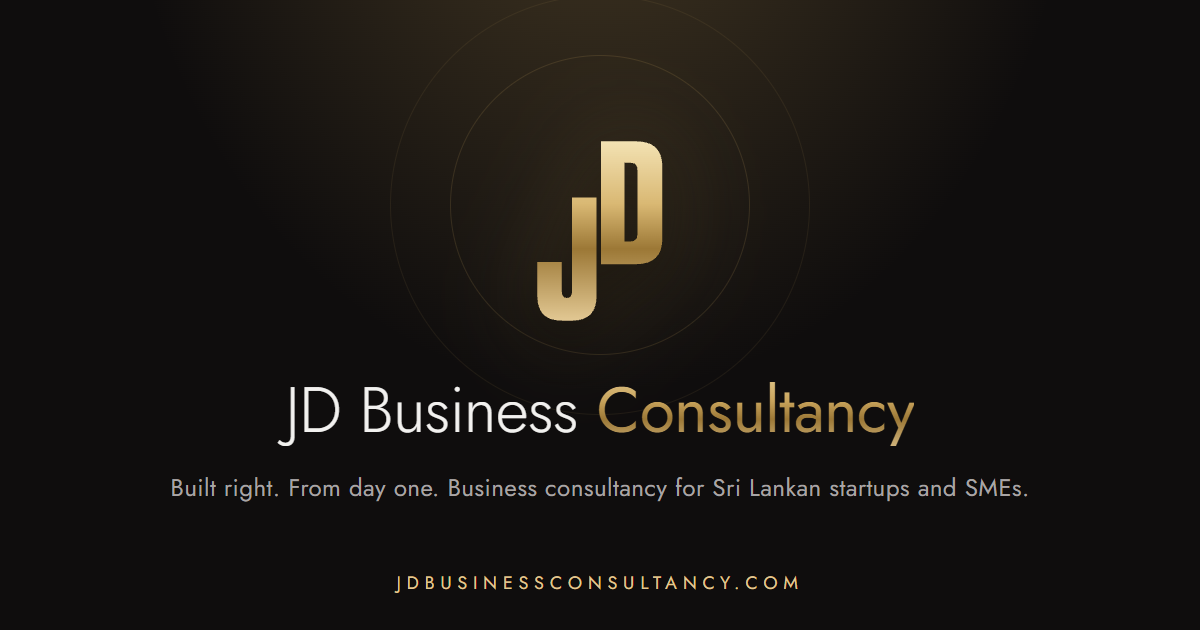 JD
JD Business Consultancy
Built right. From day one. Business consultancy for Sri Lankan startups and SMEs.
JDBUSINESSCONSULTANCY.COM